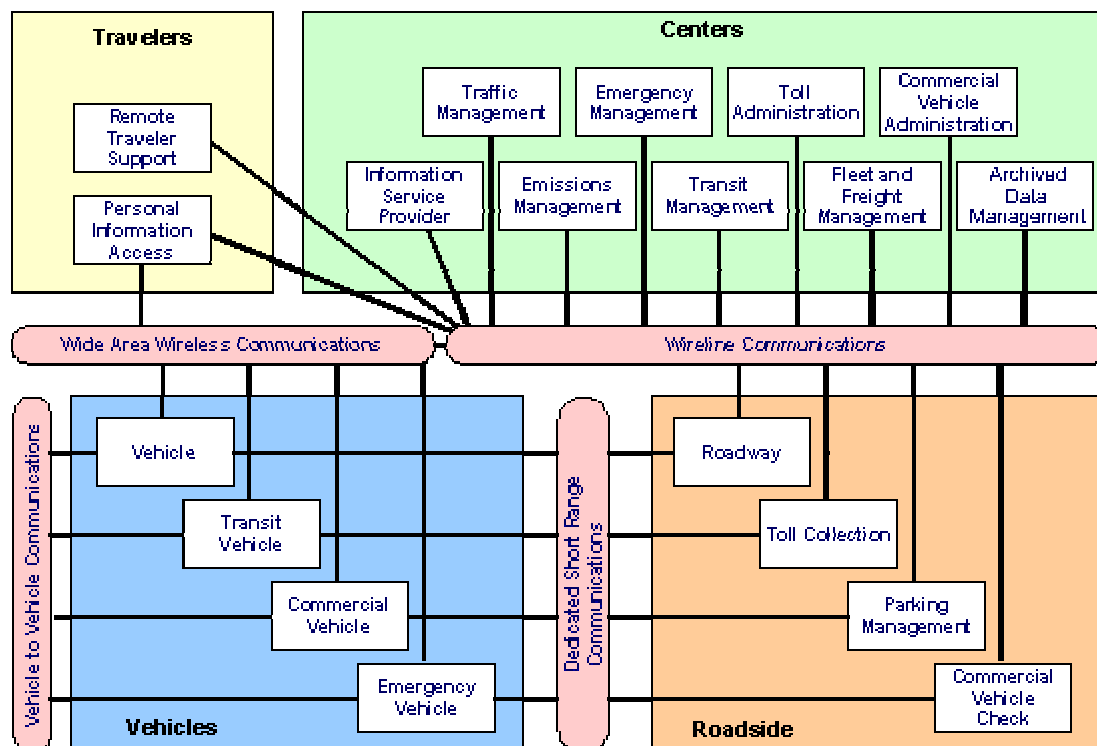 Travelers
Centers
Remote
Traveler
Support
Personal
Information
Access
Traffic
Management
Emergency
Management
Toll
Administration
Commercial
Vehicle
Administration
Information
Service
Provider
Emissions
Management
Transit
Management
Fleet and
Freight
Management
Archived
Data
Management
Wide Area Wireless Communications
Wireline Communications
Vehicle to Vehicle Communications
Vehicle
Transit
Vehicle
Commercial
Vehicle
Emergency
Vehicle
Vehicles
Dedicated Short Range
Communications
Roadway
Toll Collection
Parking
Management
Commercial
Vehicle
Check
Roadside